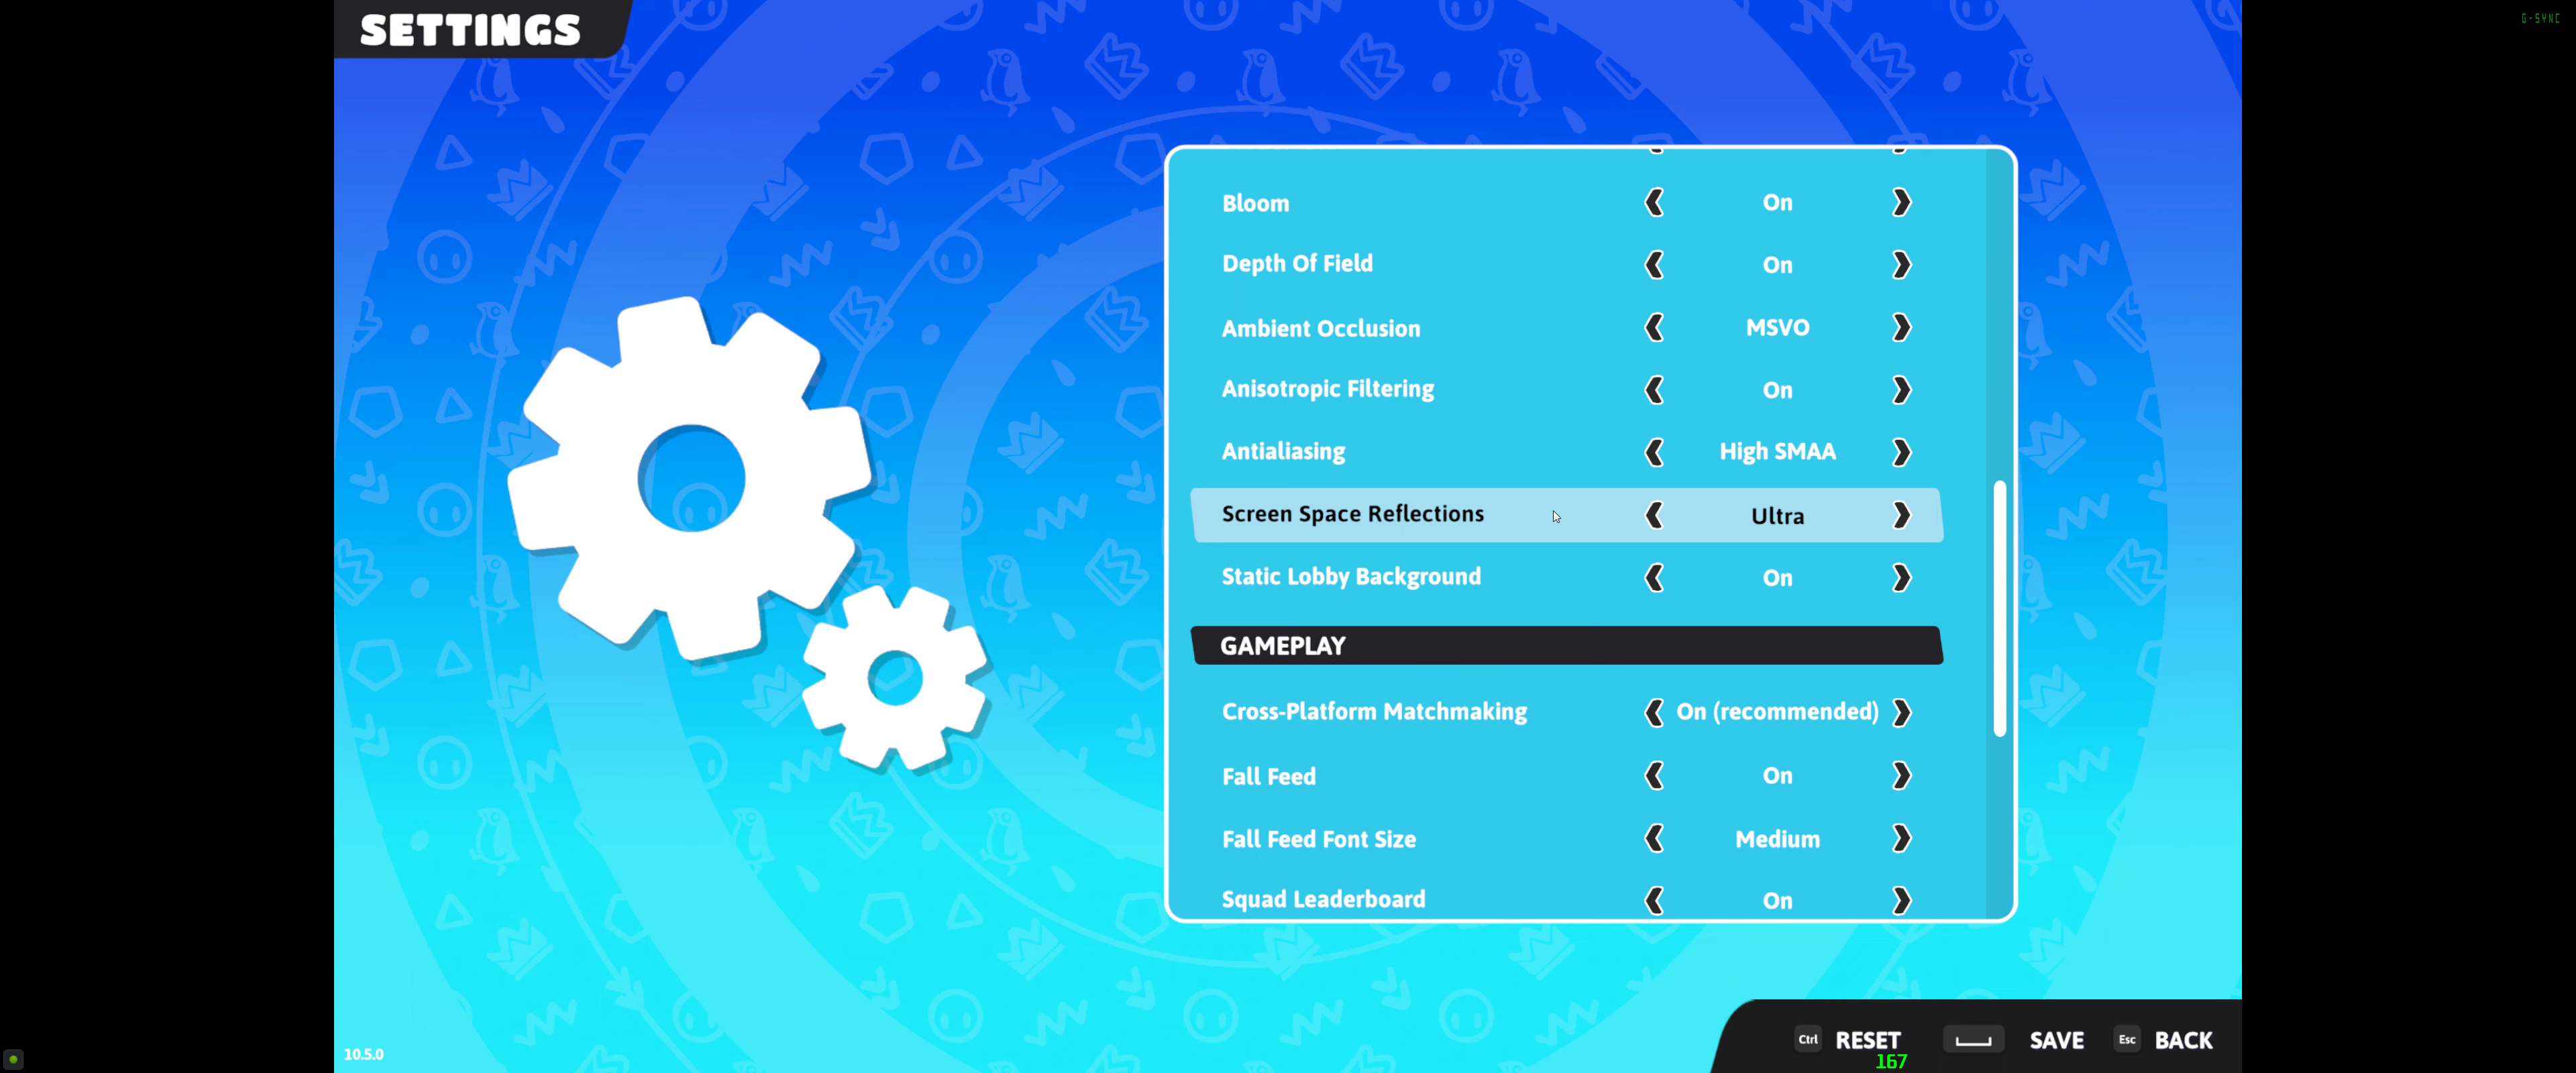 SETTINGS
G-SYNC
Bloom On
Depth Of Field On
Ambient Occlusion MSVO
Anisotropic Filtering On
Antialiasing High SMAA
Screen Space Reflections Ultra
Static Lobby Background On
GAMEPLAY
Cross-Platform Matchmaking On (recommended)
Fall Feed On
Fall Feed Font Size Medium
Squad Leaderboard On
Ctrl RESET SAVE Esc BACK
10.5.0
167